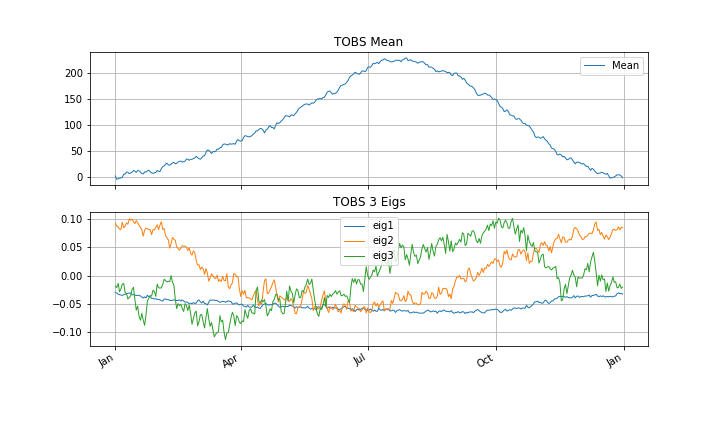 TOBS Mean
Mean
200
150
100
50
0
TOBS 3 Eigs
eig1
eig2
eig3
0.10
0.05
0.00
−0.05
−0.10
Jan
Apr
Jul
Oct
Jan